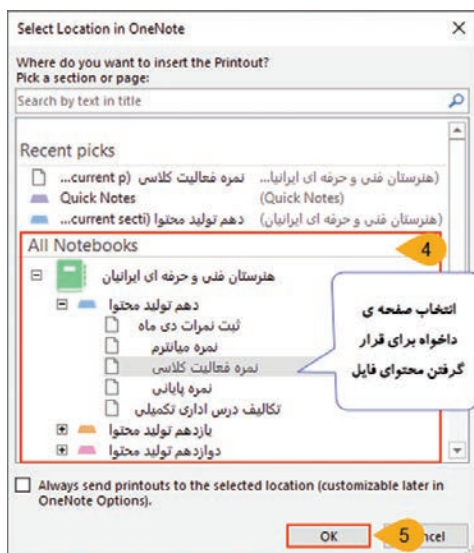 Select Location in OneNote
Where do you want to insert the Printout?
Pick a section or page:
Search by text in title
Recent picks
نمره فعالیت کلاسی (current p... (هنرستان فنی و حرفه ای ایرانیا...
Quick Notes (Quick Notes)
دهم تولید محتوا (current secti... (هنرستان فنی و حرفه ای ایرانیان)
All Notebooks
4
هنرستان فنی و حرفه ای ایرانیان
دهم تولید محتوا
ثبت نمرات دی ماه
نمره میانترم
نمره فعالیت کلاسی
نمره پایانی
تکالیف درس اداری تکمیلی
یازدهم تولید محتوا
دوازدهم تولید محتوا
انتخاب صفحه ی
داخواه برای قرار
گرفتن محتوای فایل
Always send printouts to the selected location (customizable later in
OneNote Options).
OK
5
ncel